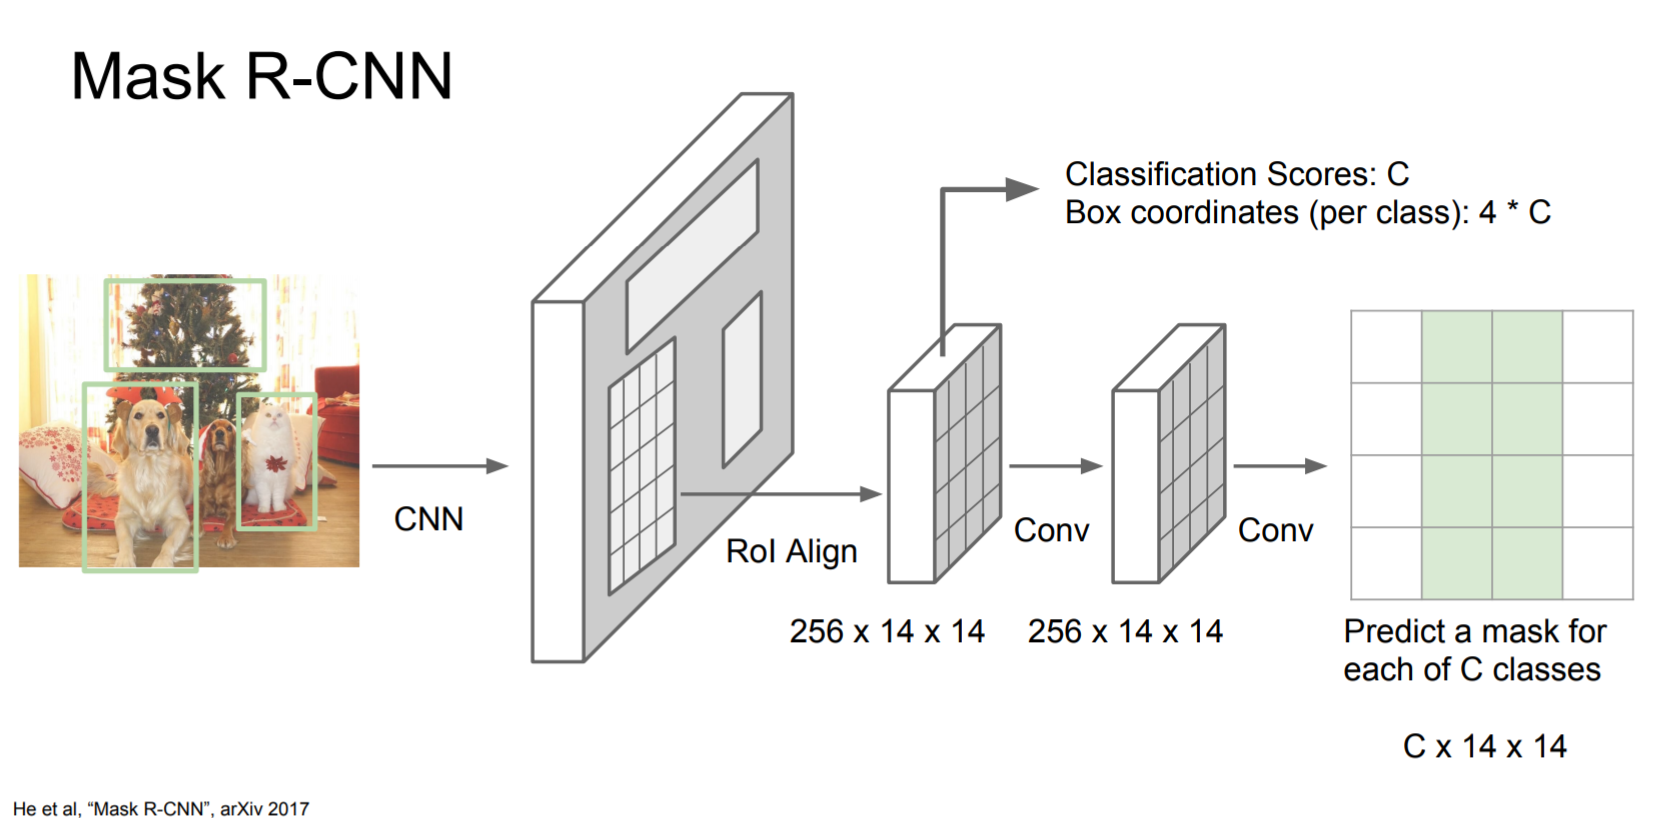 Mask R-CNN
Classification Scores: C
Box coordinates (per class): 4 * C
CNN
RoI Align
Conv
Conv
256 x 14 x 14
256 x 14 x 14
Predict a mask for
each of C classes
C x 14 x 14
He et al, “Mask R-CNN”, arXiv 2017